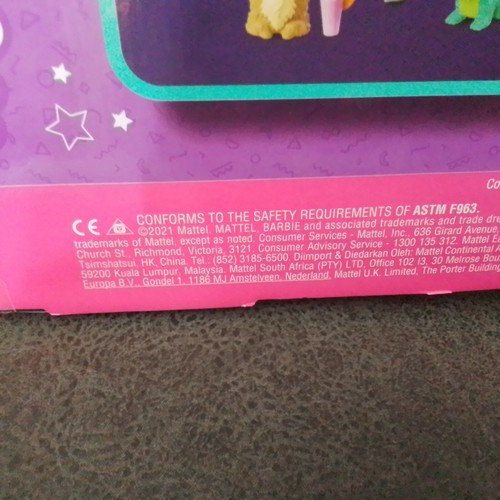 Co
CE CONFORMS TO THE SAFETY REQUIREMENTS OF ASTM F963.
©2021 Mattel. MATTEL, BARBIE and associated trademarks and trade dre
trademarks of Mattel, except as noted. Consumer Services - Mattel, Inc., 636 Girard Avenue,
Church St., Richmond, Victoria. 3121. Consumer Advisory Service - 1300 135 312. Mattel E
Tsimshatsui, HK, China. Tel.: (852) 3185-6500. Diimport & Diedarkan Oleh: Mattel Continental A
59200 Kuala Lumpur, Malaysia. Mattel South Africa (PTY) LTD, Office 102 I3, 30 Melrose Bou
Europa B.V., Gondel 1, 1186 MJ Amstelveen, Nederland. Mattel U.K. Limited, The Porter Building